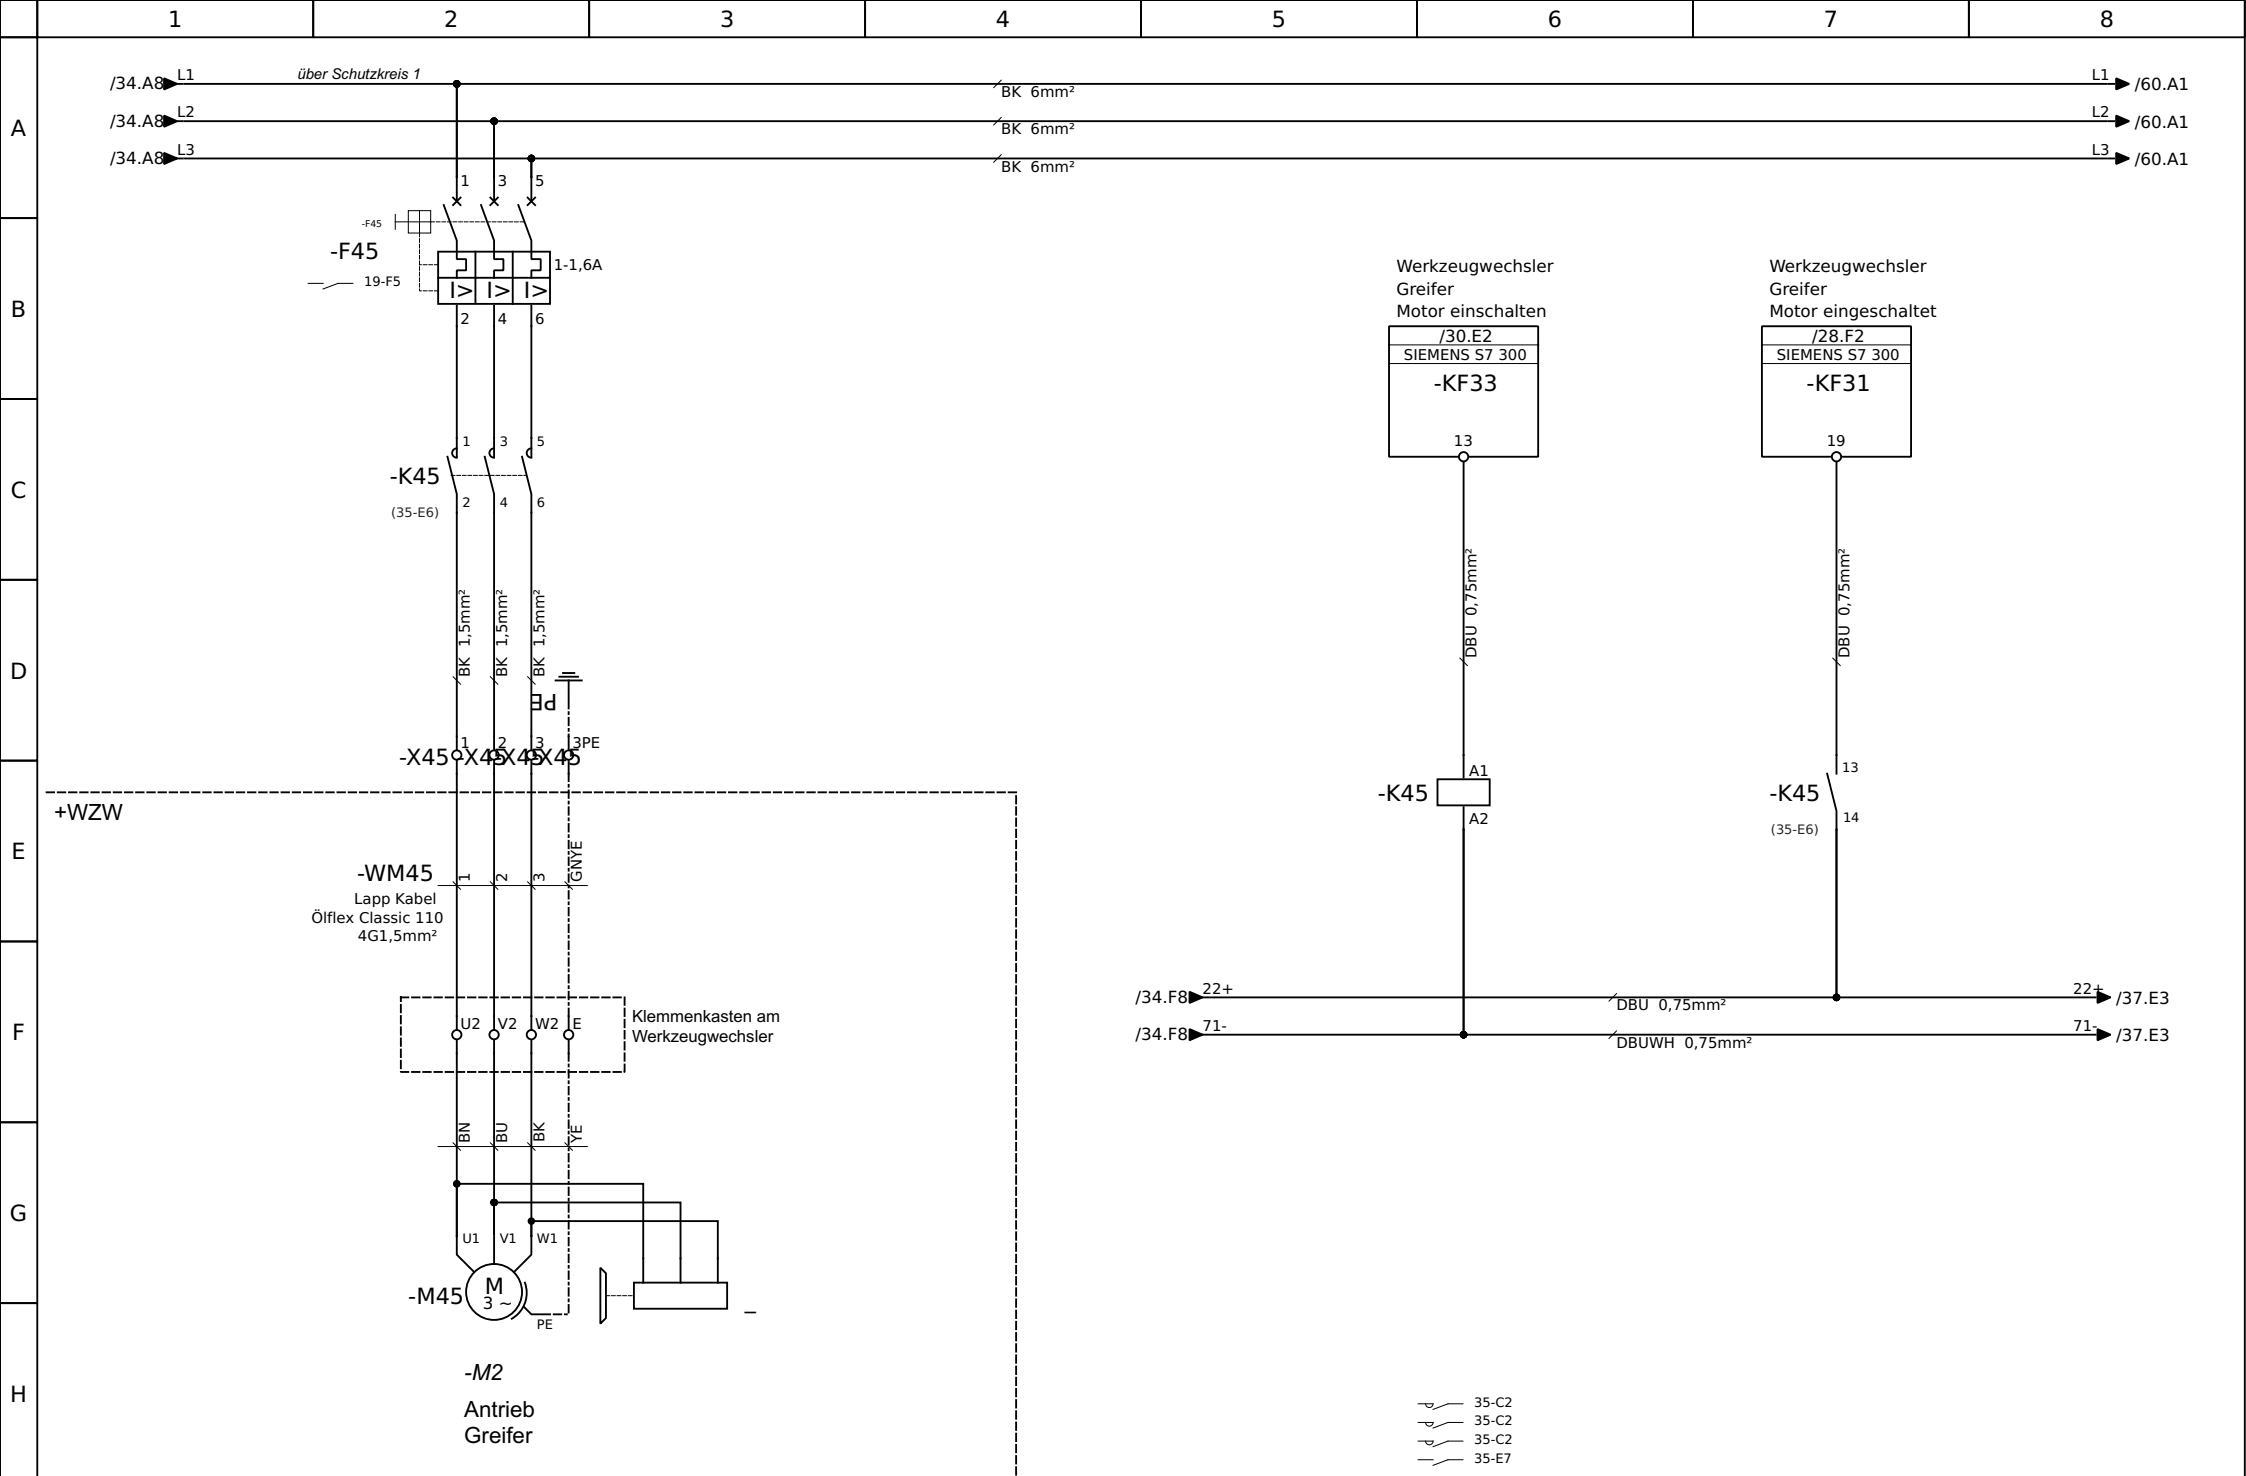 1 2 3 4 5 6 7 8
A
B
C
D
E
F
G
H
/34.A8 L1 über Schutzkreis 1 BK 6mm² L1 /60.A1
/34.A8 L2 BK 6mm² L2 /60.A1
/34.A8 L3 BK 6mm² L3 /60.A1
1 3 5
-F45
-F45
19-F5
1-1,6A
I> I> I>
2 4 6
Werkzeugwechsler
Greifer
Motor einschalten
/30.E2
SIEMENS S7 300
-KF33
13
Werkzeugwechsler
Greifer
Motor eingeschaltet
/28.F2
SIEMENS S7 300
-KF31
19
1 3 5
-K45
(35-E6)
2 4 6
BK 1,5mm²
BK 1,5mm²
BK 1,5mm²
PE
DBU 0,75mm²
DBU 0,75mm²
1 2 3 3PE
-X45 -X45 -X45 -X45
+WZW
A1
-K45
A2
13
-K45
(35-E6)
14
-WM45
1 2 3 GNYE
Lapp Kabel
Ölflex Classic 110
4G1,5mm²
/34.F8 22+ DBU 0,75mm² 22+ /37.E3
/34.F8 71- DBUWH 0,75mm² 71- /37.E3
U2 V2 W2 E
Klemmenkasten am
Werkzeugwechsler
BN BU BK YE
U1 V1 W1
-M45
M
3 ~
PE
-M2
Antrieb
Greifer
35-C2
35-C2
35-C2
35-E7